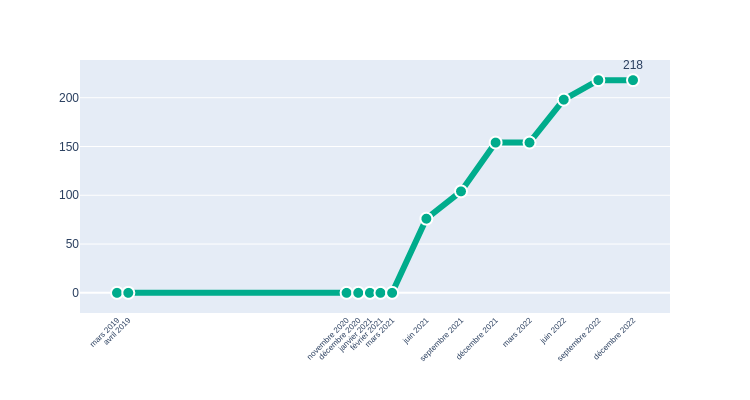 218
200
150
100
50
0
mars 2019
avril 2019
novembre 2020
décembre 2020
janvier 2021
février 2021
mars 2021
juin 2021
septembre 2021
décembre 2021
mars 2022
juin 2022
septembre 2022
décembre 2022